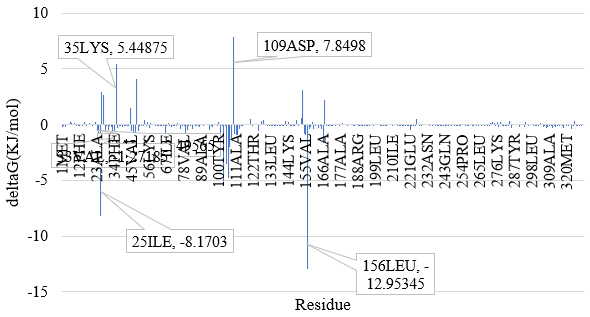 10
5
0
-5
-10
-15
deltaG(KJ/mol)
35LYS, 5.44875
109ASP, 7.8498
25ILE, -8.1703
156LEU, -
12.95345
1MET
12PHE
23ALA
34PHE
45VAL
56LYS
67ILE
78VAL
89ALA
100TYR
111ALA
122THR
133LEU
144LYS
155VAL
166ALA
177ALA
188ARG
199LEU
210ILE
221GLU
232ASN
243GLN
254PRO
265LEU
276LYS
287TYR
298LEU
309ALA
320MET
Residue